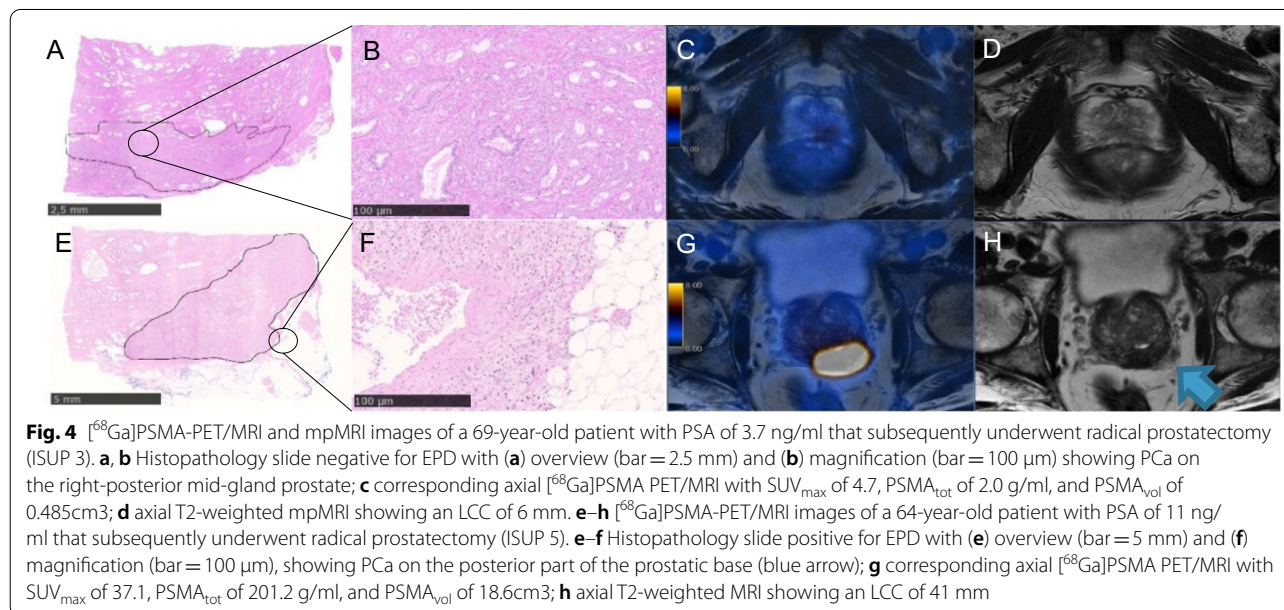 A
B
C
D
8.00
0.00
2,5 mm
100 µm
E
F
G
H
8.00
0.00
5 mm
100 µm
Fig. 4 [⁶⁸Ga]PSMA-PET/MRI and mpMRI images of a 69-year-old patient with PSA of 3.7 ng/ml that subsequently underwent radical prostatectomy
(ISUP 3). a, b Histopathology slide negative for EPD with (a) overview (bar = 2.5 mm) and (b) magnification (bar = 100 μm) showing PCa on
the right-posterior mid-gland prostate; c corresponding axial [⁶⁸Ga]PSMA PET/MRI with SUVmax of 4.7, PSMAtot of 2.0 g/ml, and PSMAvol of
0.485cm3; d axial T2-weighted mpMRI showing an LCC of 6 mm. e–h [⁶⁸Ga]PSMA-PET/MRI images of a 64-year-old patient with PSA of 11 ng/
ml that subsequently underwent radical prostatectomy (ISUP 5). e–f Histopathology slide positive for EPD with (e) overview (bar = 5 mm) and (f)
magnification (bar = 100 μm), showing PCa on the posterior part of the prostatic base (blue arrow); g corresponding axial [⁶⁸Ga]PSMA PET/MRI with
SUVmax of 37.1, PSMAtot of 201.2 g/ml, and PSMAvol of 18.6cm3; h axial T2-weighted MRI showing an LCC of 41 mm